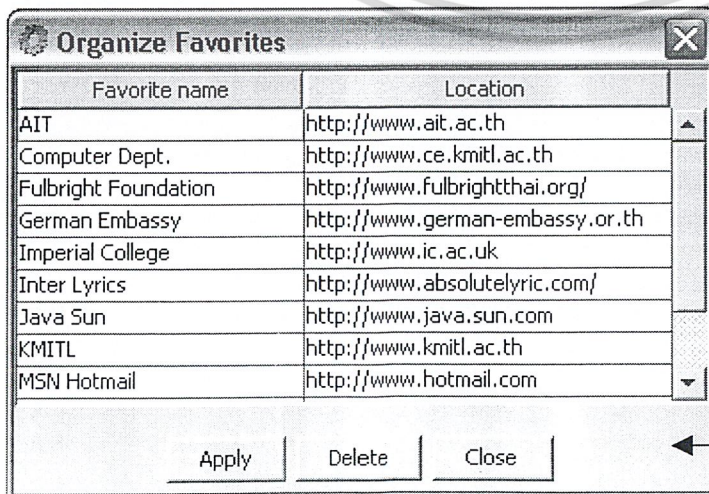 Organize Favorites
Favorite name Location
AIT http://www.ait.ac.th
Computer Dept. http://www.ce.kmitl.ac.th
Fulbright Foundation http://www.fulbrightthai.org/
German Embassy http://www.german-embassy.or.th
Imperial College http://www.ic.ac.uk
Inter Lyrics http://www.absolutelyric.com/
Java Sun http://www.java.sun.com
KMITL http://www.kmitl.ac.th
MSN Hotmail http://www.hotmail.com
Apply Delete Close